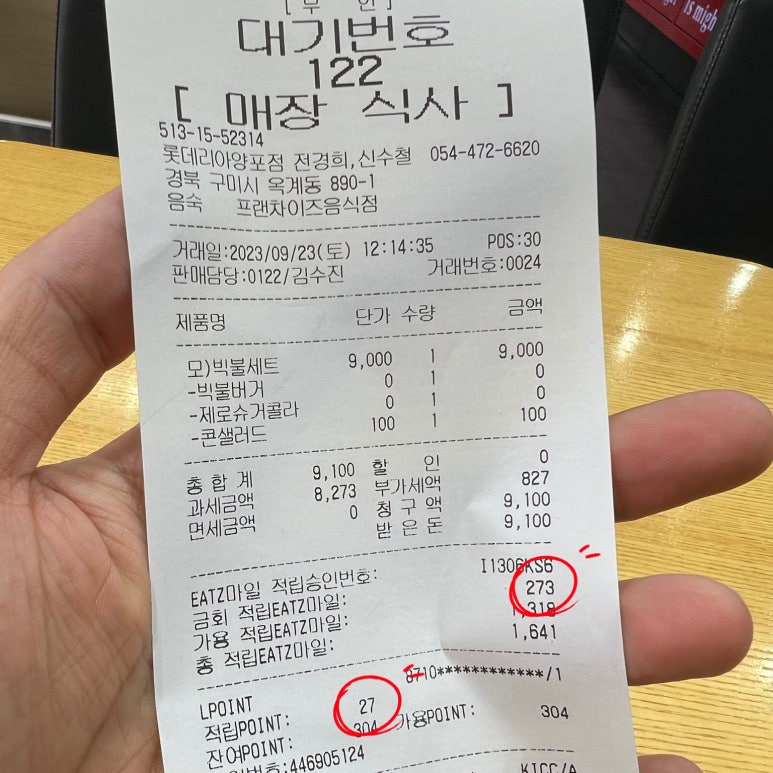 대기번호
122
[ 매장 식사 ]
513-15-52314
롯데리아양포점 전경희,신수철 054-472-6620
경북 구미시 옥계동 890-1
음숙 프랜차이즈음식점
거래일:2023/09/23(토) 12:14:35 POS:30
판매담당:0122/김수진 거래번호:0024
제품명 단가 수량 금액
모)빅불세트 9,000 1 9,000
-빅불버거 0 1 0
-제로슈거콜라 0 1 0
-콘샐러드 100 1 100
총 합 계 9,100 할 인 0
과세금액 8,273 부가세액 827
면세금액 0 청 구 액 9,100
받 은 돈 9,100
EATZ마일 적립승인번호: I1306KS6
금회 적립EATZ마일: 273
가용 적립EATZ마일: 1,318
총 적립EATZ마일: 1,641
LPOINT 8710************/1
적립POINT: 27 가용POINT: 304
잔여POINT: 304
:446905124
KICC/A
is migh